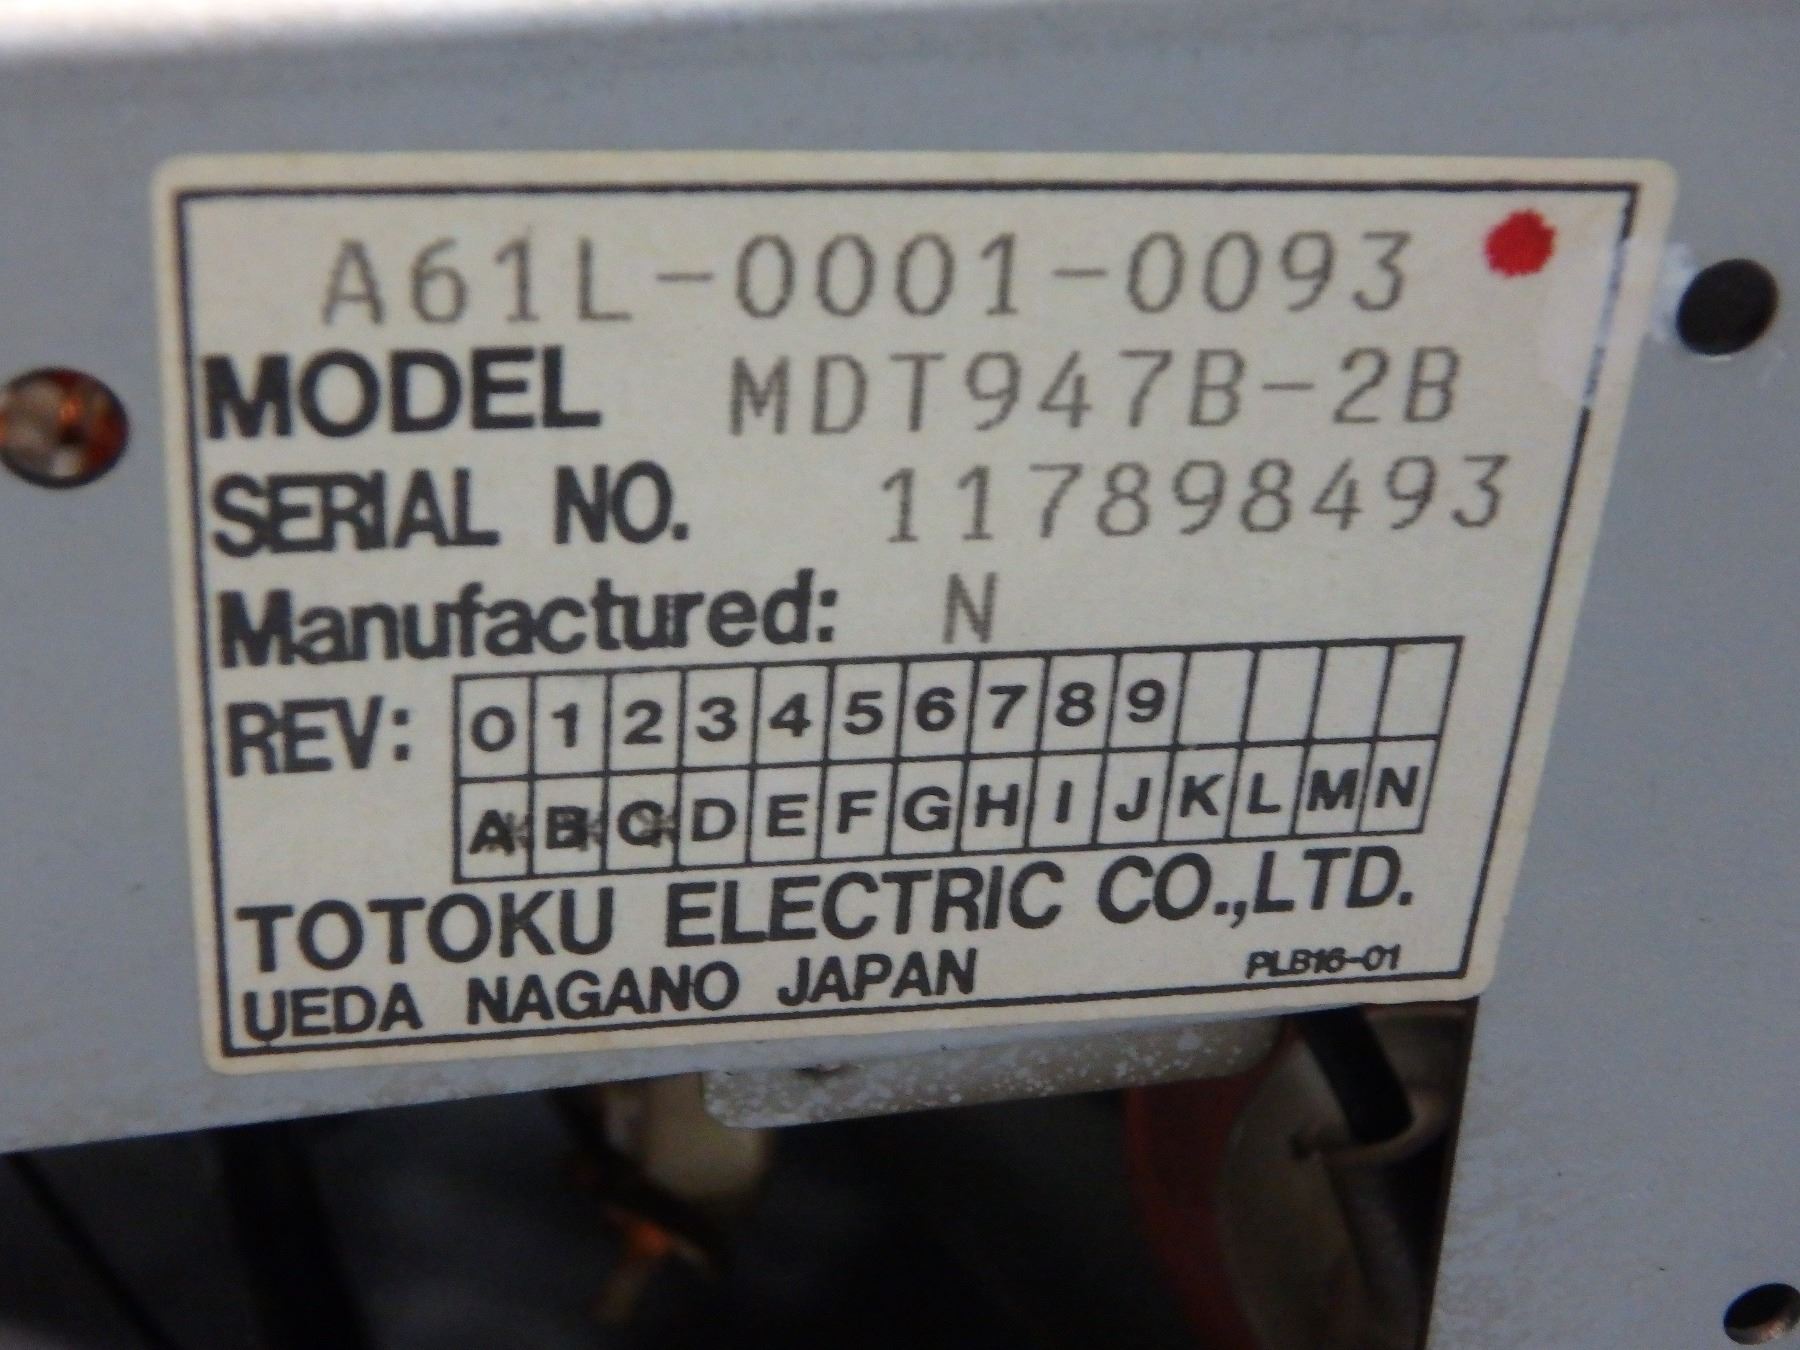 A61L-0001-0093
MODEL MDT947B-2B
SERIAL NO. 117898493
Manufactured: N
REV: 0 1 2 3 4 5 6 7 8 9
A* B* C* D E F G H I J K L M N
TOTOKU ELECTRIC CO.,LTD.
UEDA NAGANO JAPAN PLB16-01